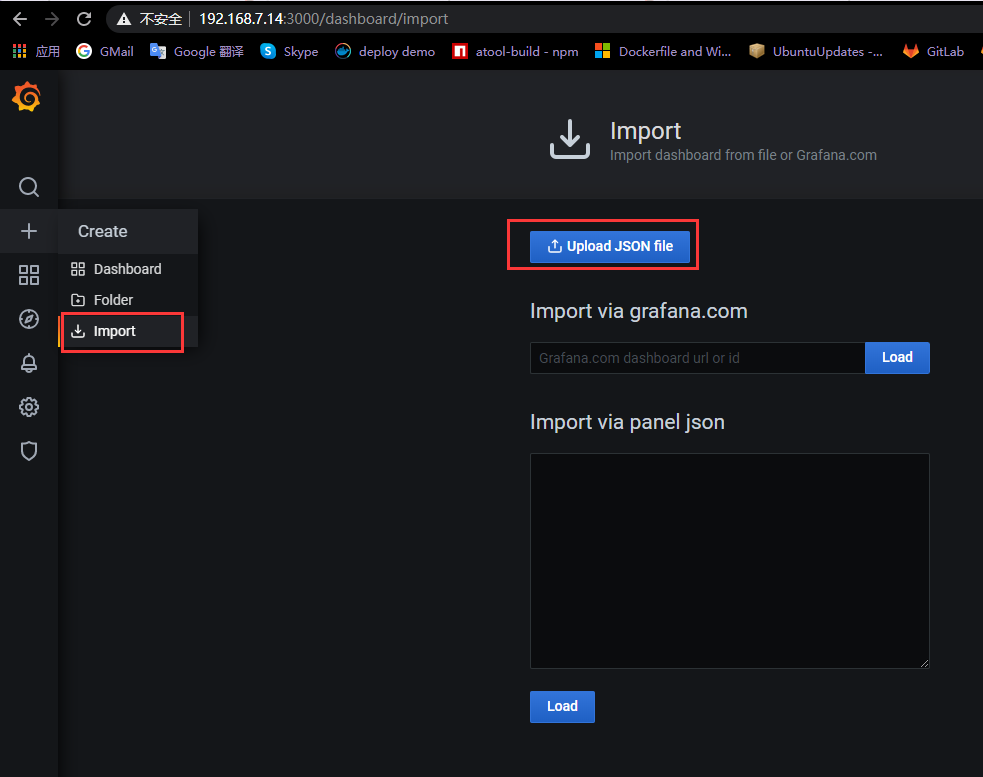 不安全 192.168.7.14:3000/dashboard/import
应用 GMail Google 翻译 Skype deploy demo atool-build - npm Dockerfile and Wi... UbuntuUpdates -... GitLab
Import
Import dashboard from file or Grafana.com
Create
Dashboard
Folder
Import
Upload JSON file
Import via grafana.com
Grafana.com dashboard url or id
Load
Import via panel json
Load